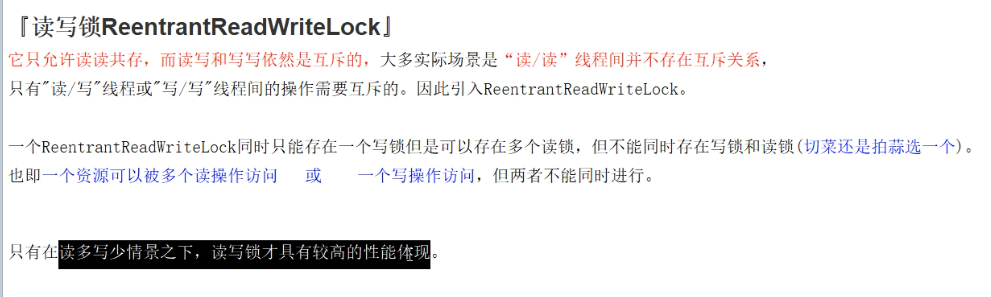 『读写锁ReentrantReadWriteLock』
它只允许读读共存，而读写和写写依然是互斥的，大多实际场景是“读/读”线程间并不存在互斥关系，
只有"读/写"线程或"写/写"线程间的操作需要互斥的。因此引入ReentrantReadWriteLock。
一个ReentrantReadWriteLock同时只能存在一个写锁但是可以存在多个读锁，但不能同时存在写锁和读锁(切菜还是拍蒜选一个)。
也即一个资源可以被多个读操作访问 或 一个写操作访问，但两者不能同时进行。
只有在读多写少情景之下，读写锁才具有较高的性能体现。